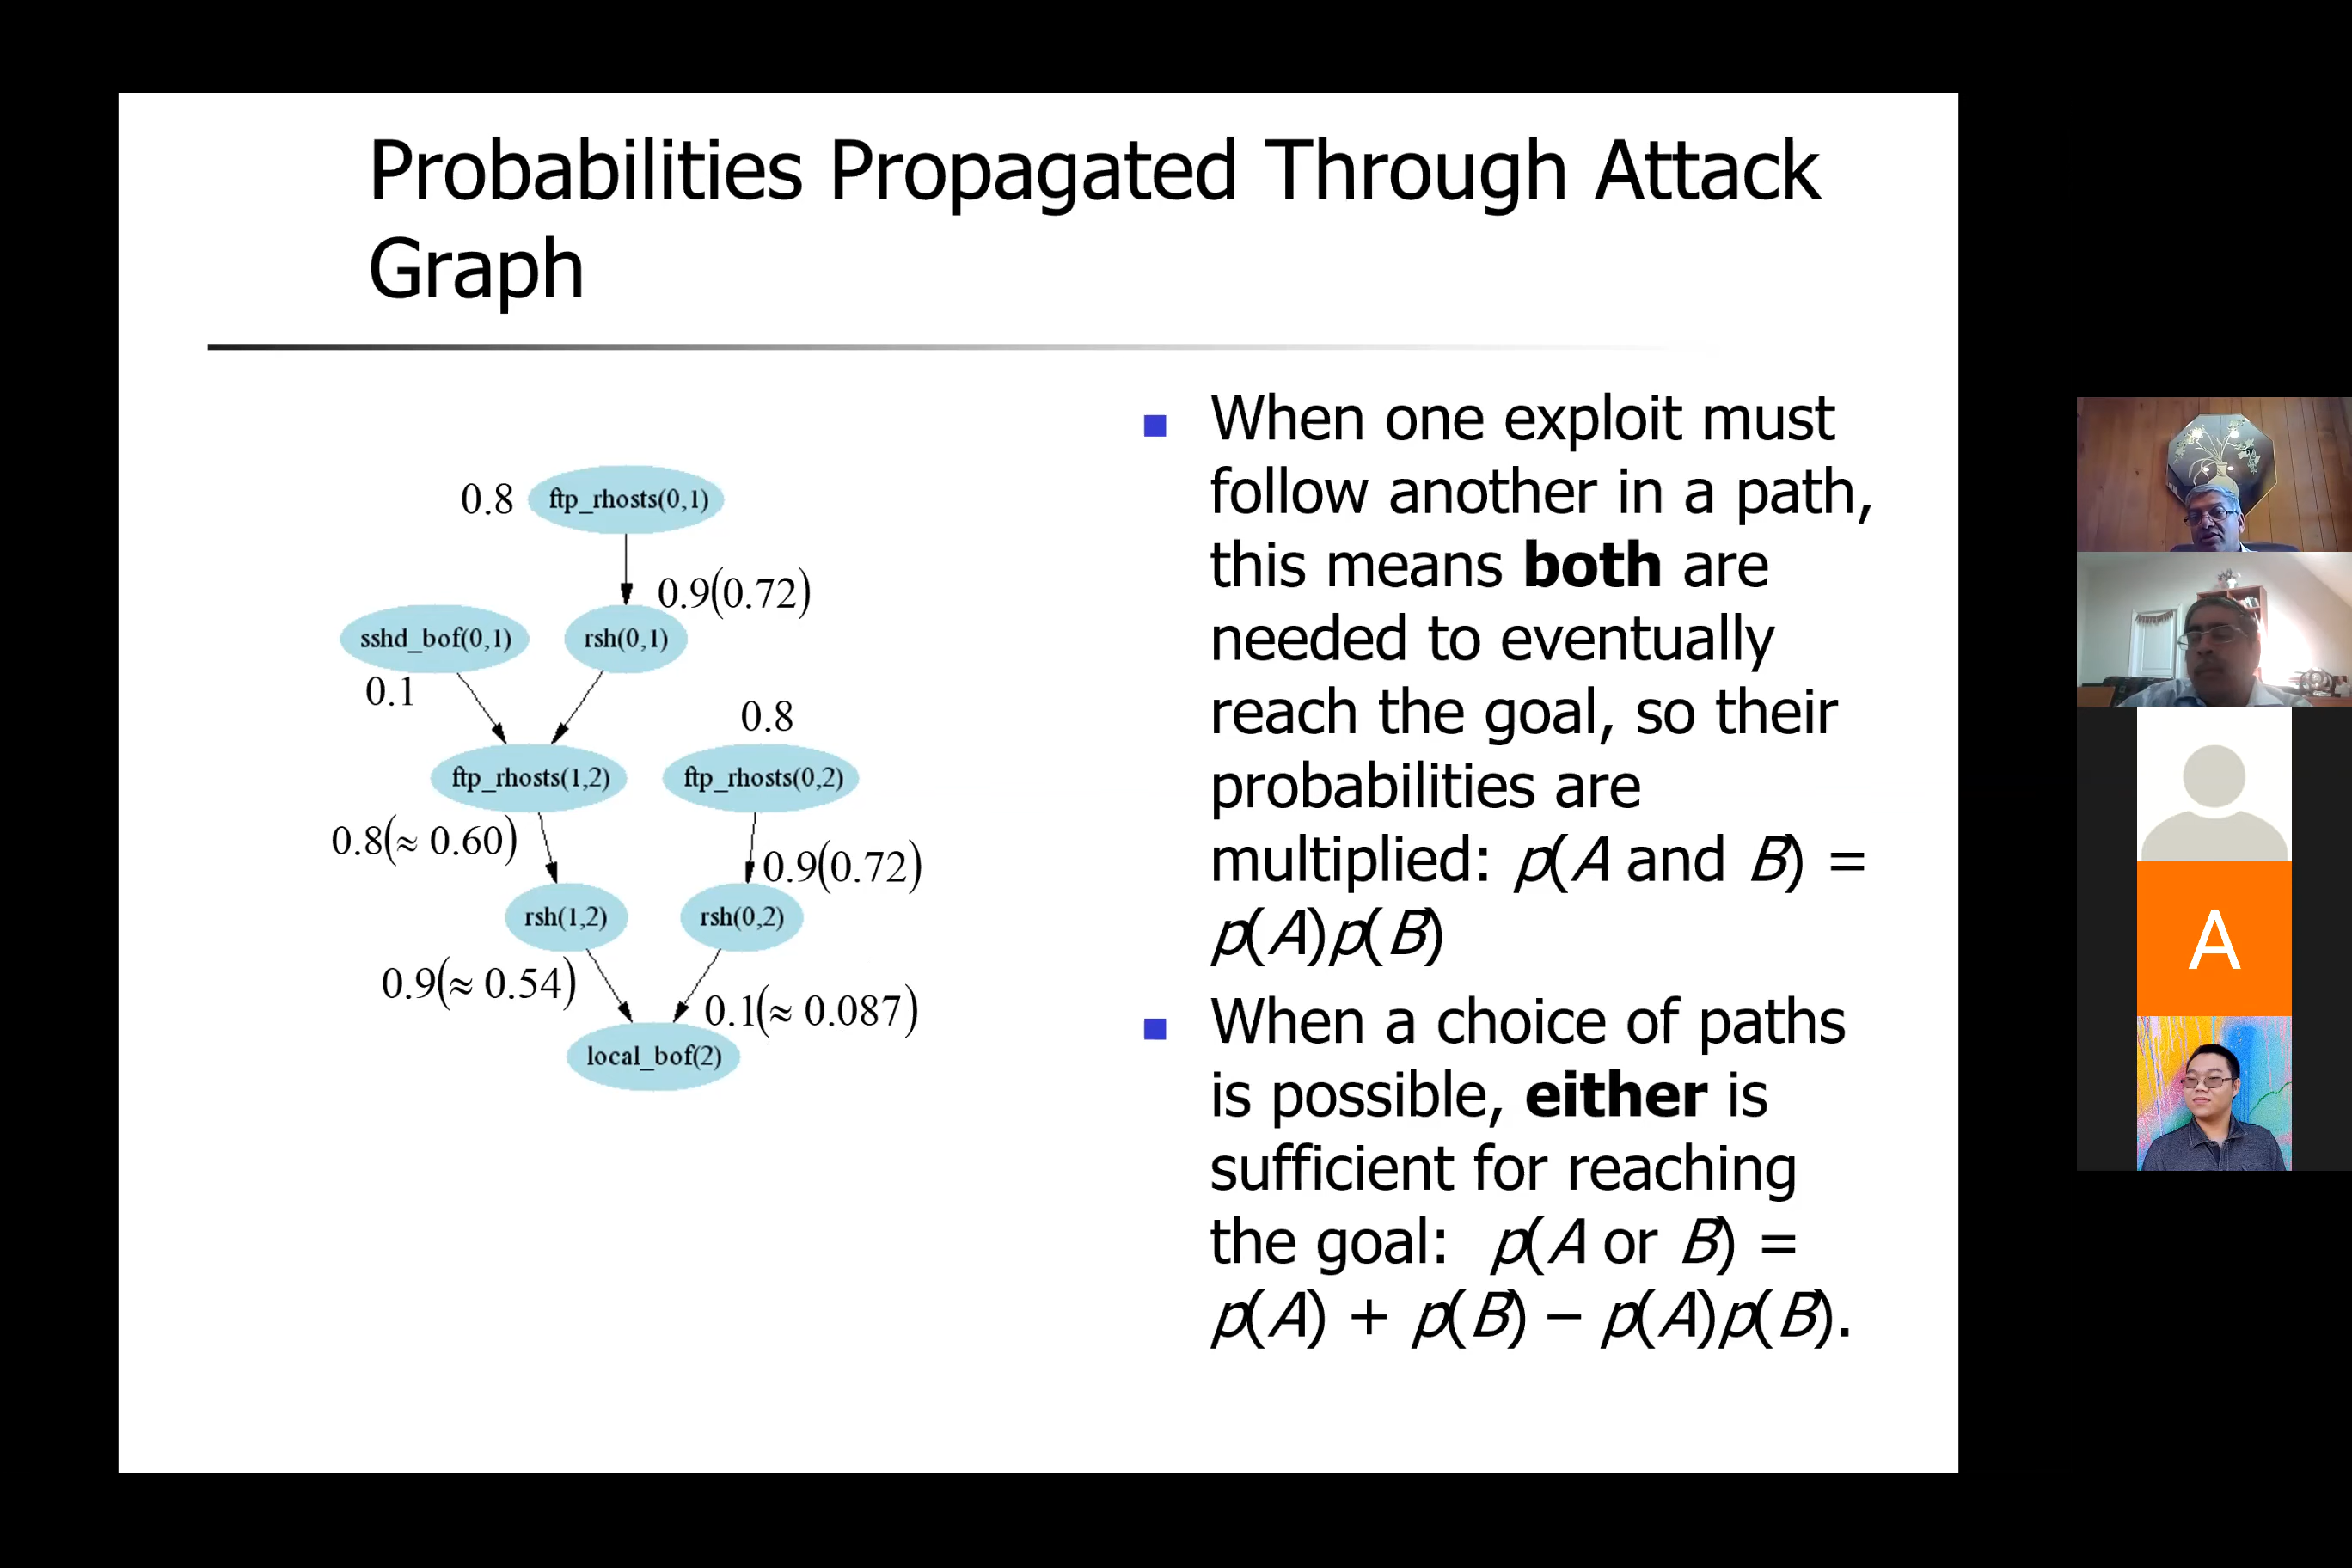 Probabilities Propagated Through Attack
Graph
0.8
ftp_rhosts(0,1)
0.9(0.72)
sshd_bof(0,1)
rsh(0,1)
0.1
0.8
ftp_rhosts(1,2)
ftp_rhosts(0,2)
0.8(≈ 0.60)
0.9(0.72)
rsh(1,2)
rsh(0,2)
0.9(≈ 0.54)
0.1(≈ 0.087)
local_bof(2)
When one exploit must
follow another in a path,
this means both are
needed to eventually
reach the goal, so their
probabilities are
multiplied: p(A and B) =
p(A)p(B)
When a choice of paths
is possible, either is
sufficient for reaching
the goal: p(A or B) =
p(A) + p(B) – p(A)p(B).
A